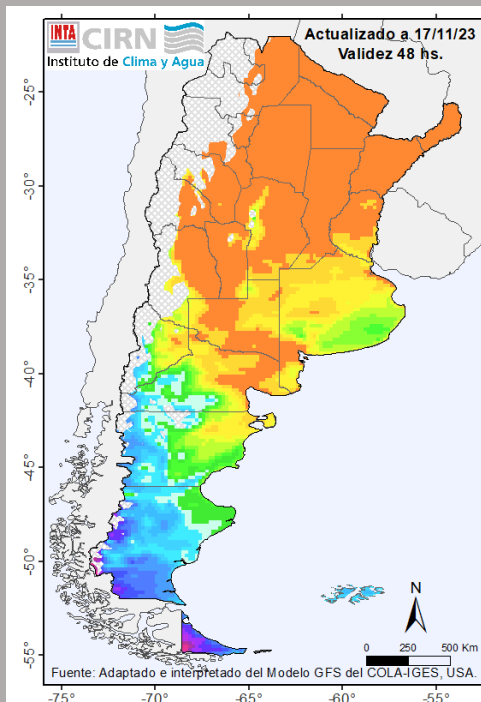 INTA CIRN
Instituto de Clima y Agua
Actualizado a 17/11/23
Validez 48 hs.
-25°
-30°
-35°
-40°
-45°
-50°
-55°
N
0 250 500 Km
Fuente: Adaptado e interpretado del Modelo GFS del COLA-IGES, USA.
-75° -70° -65° -60° -55°